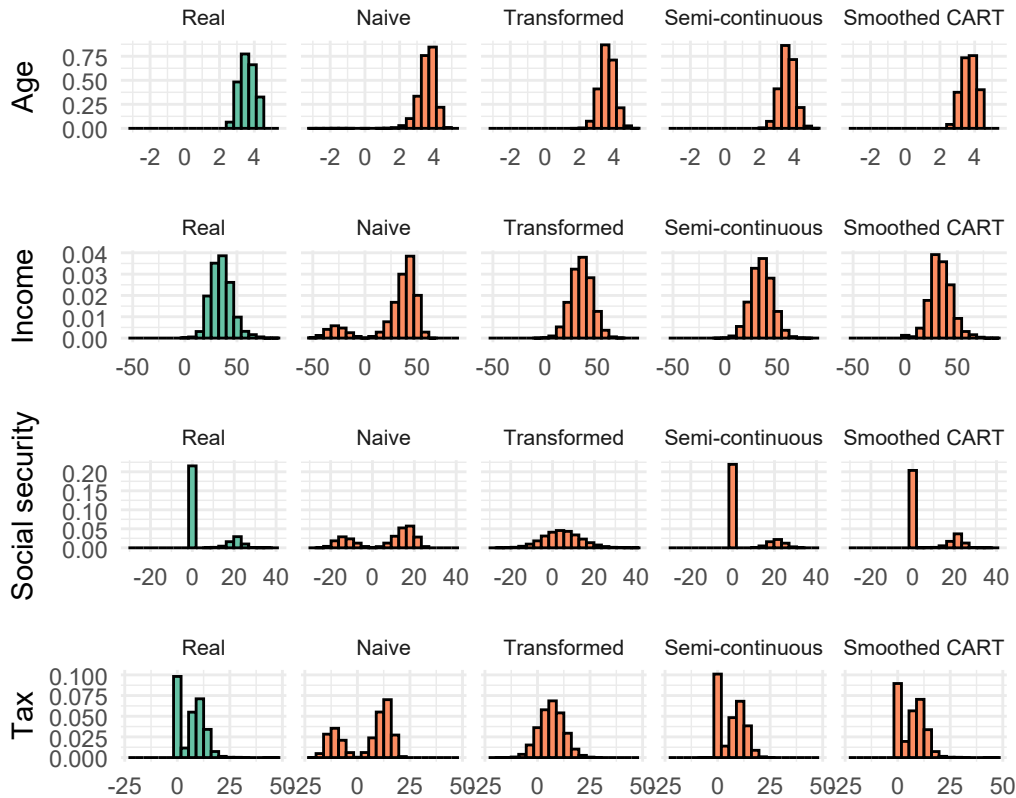 Real Naive Transformed Semi-continuous Smoothed CART
Age
0.75
0.50
0.25
0.00
-2 0 2 4 -2 0 2 4 -2 0 2 4 -2 0 2 4 -2 0 2 4
Real Naive Transformed Semi-continuous Smoothed CART
Income
0.04
0.03
0.02
0.01
0.00
-50 0 50 -50 0 50 -50 0 50 -50 0 50 -50 0 50
Real Naive Transformed Semi-continuous Smoothed CART
Social security
0.20
0.15
0.10
0.05
0.00
-20 0 20 40 -20 0 20 40 -20 0 20 40 -20 0 20 40 -20 0 20 40
Real Naive Transformed Semi-continuous Smoothed CART
Tax
0.100
0.075
0.050
0.025
0.000
-25 0 25 50 -25 0 25 50 -25 0 25 50 -25 0 25 50 -25 0 25 50